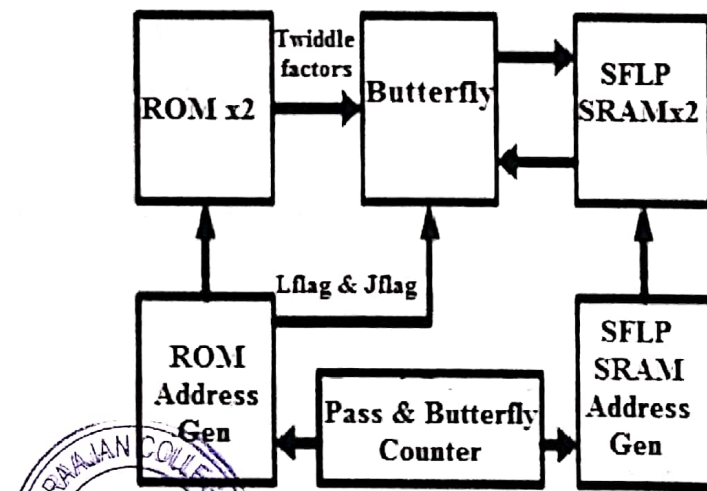 Twiddle
factors
ROM x2
Butterfly
SFLP
SRAMx2
Lflag & Jflag
ROM
Address
Gen
Pass & Butterfly
Counter
SFLP
SRAM
Address
Gen